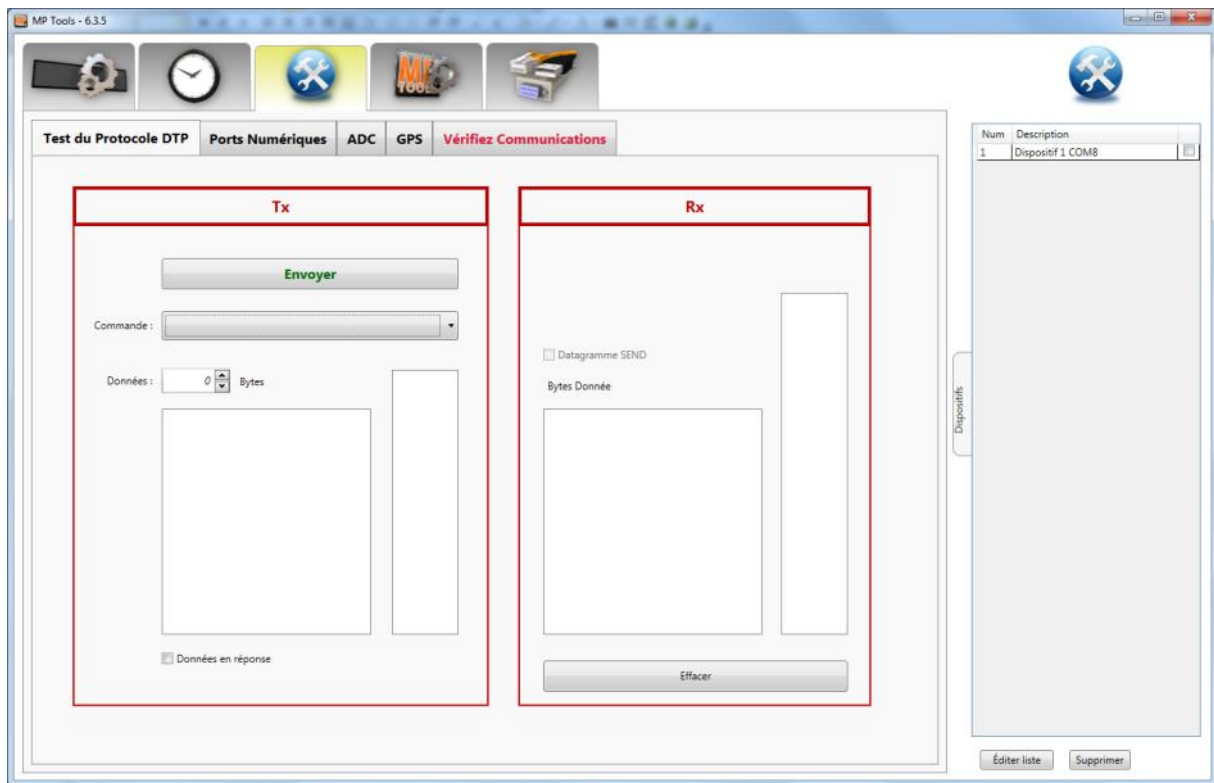 MP Tools - 6.3.5
MP
TOOLS
Test du Protocole DTP
Ports Numériques
ADC
GPS
Vérifiez Communications
Tx
Envoyer
Commande :
Données :
0
Bytes
Données en réponse
Rx
Datagramme SEND
Bytes Donnée
Effacer
Dispositifs
Num Description
1 Dispositif 1 COM8
Éditer liste
Supprimer